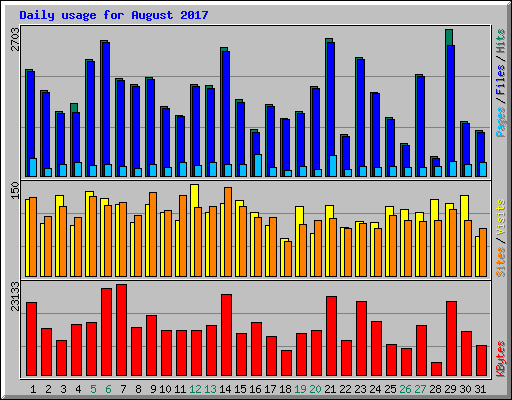 Daily usage for August 2017
2703
Pages / Files / Hits
150
Sites / Visits
23133
KBytes
1 2 3 4 5 6 7 8 9 10 11 12 13 14 15 16 17 18 19 20 21 22 23 24 25 26 27 28 29 30 31